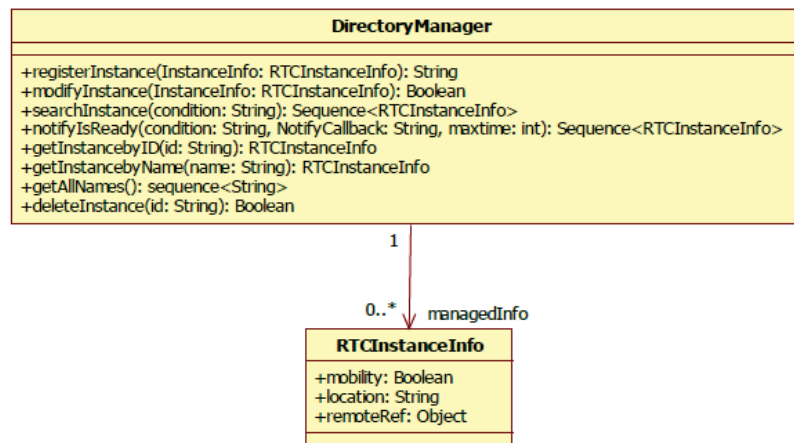 DirectoryManager
+registerInstance(InstanceInfo: RTCInstanceInfo): String
+modifyInstance(InstanceInfo: RTCInstanceInfo): Boolean
+searchInstance(condition: String): Sequence<RTCInstanceInfo>
+notifyIsReady(condition: String, NotifyCallback: String, maxtime: int): Sequence<RTCInstanceInfo>
+getInstancebyID(id: String): RTCInstanceInfo
+getInstancebyName(name: String): RTCInstanceInfo
+getAllNames(): sequence<String>
+deleteInstance(id: String): Boolean
1
0..* managedInfo
RTCInstanceInfo
+mobility: Boolean
+location: String
+remoteRef: Object